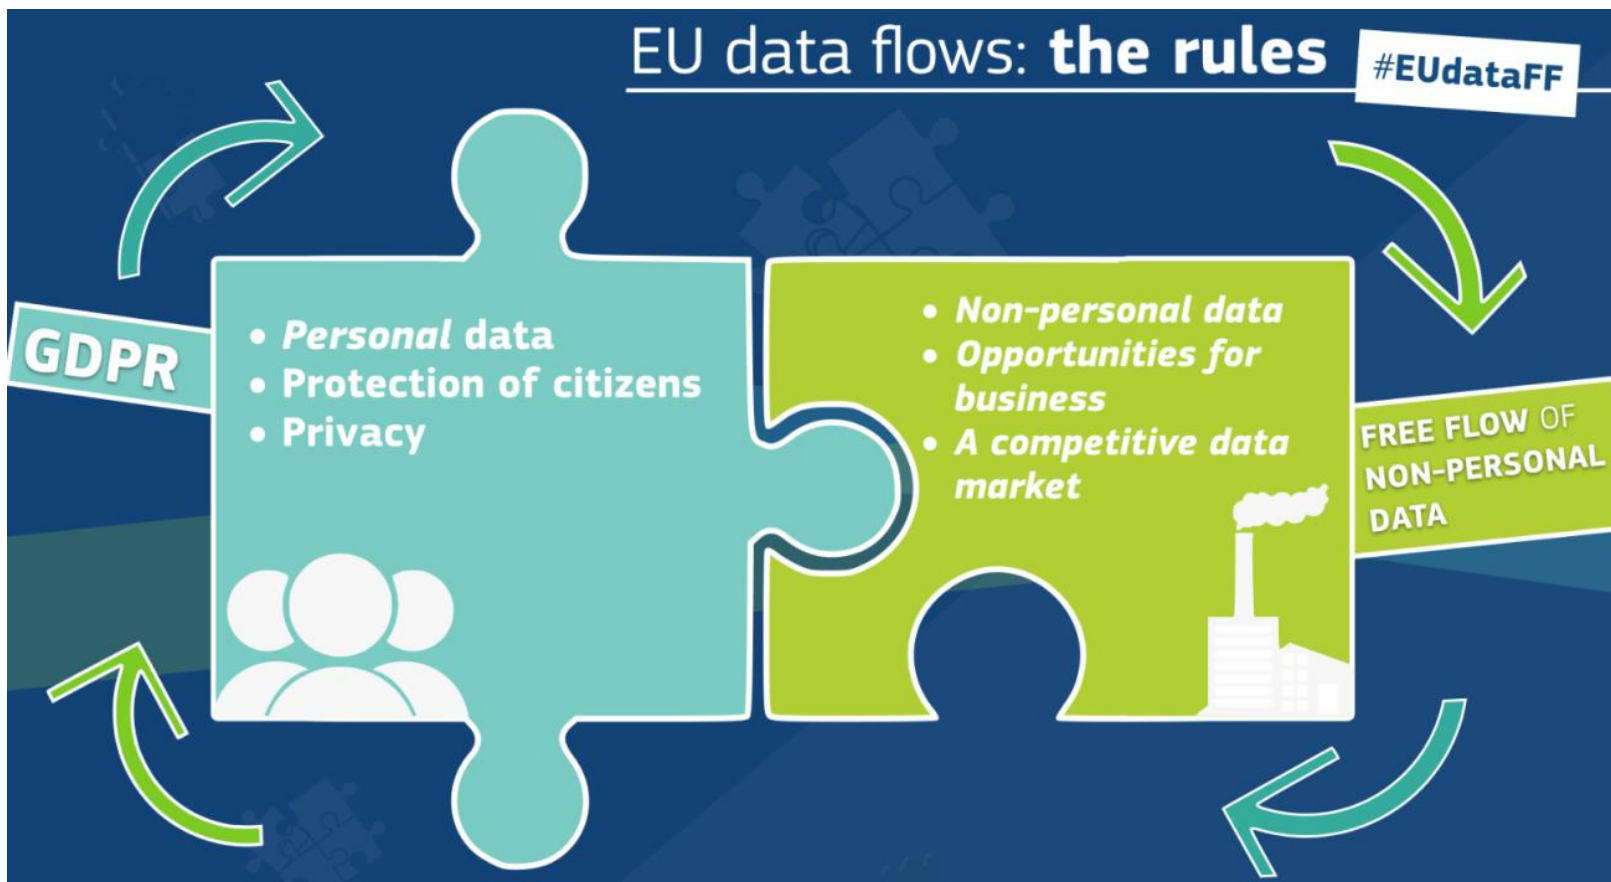 EU data flows: the rules
#EUdataFF
GDPR
• Personal data
• Protection of citizens
• Privacy
• Non-personal data
• Opportunities for
business
• A competitive data
market
FREE FLOW OF
NON-PERSONAL
DATA